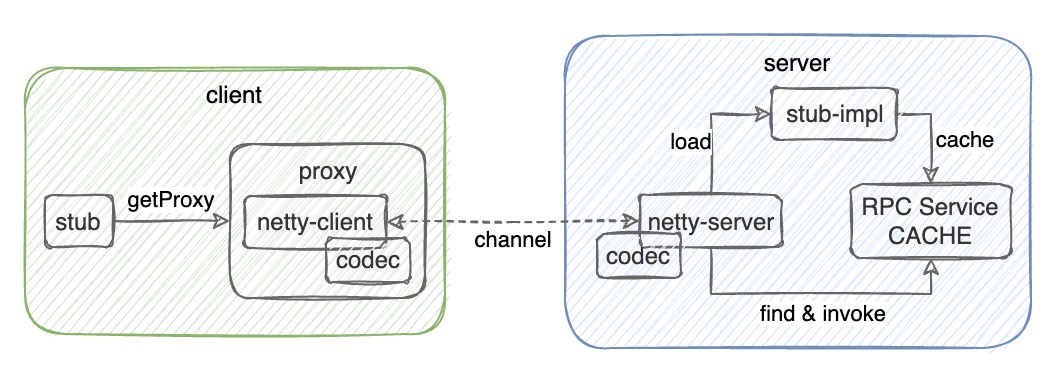 client
stub
getProxy
proxy
netty-client
codec
channel
server
load
stub-impl
cache
netty-server
codec
RPC Service
CACHE
find & invoke